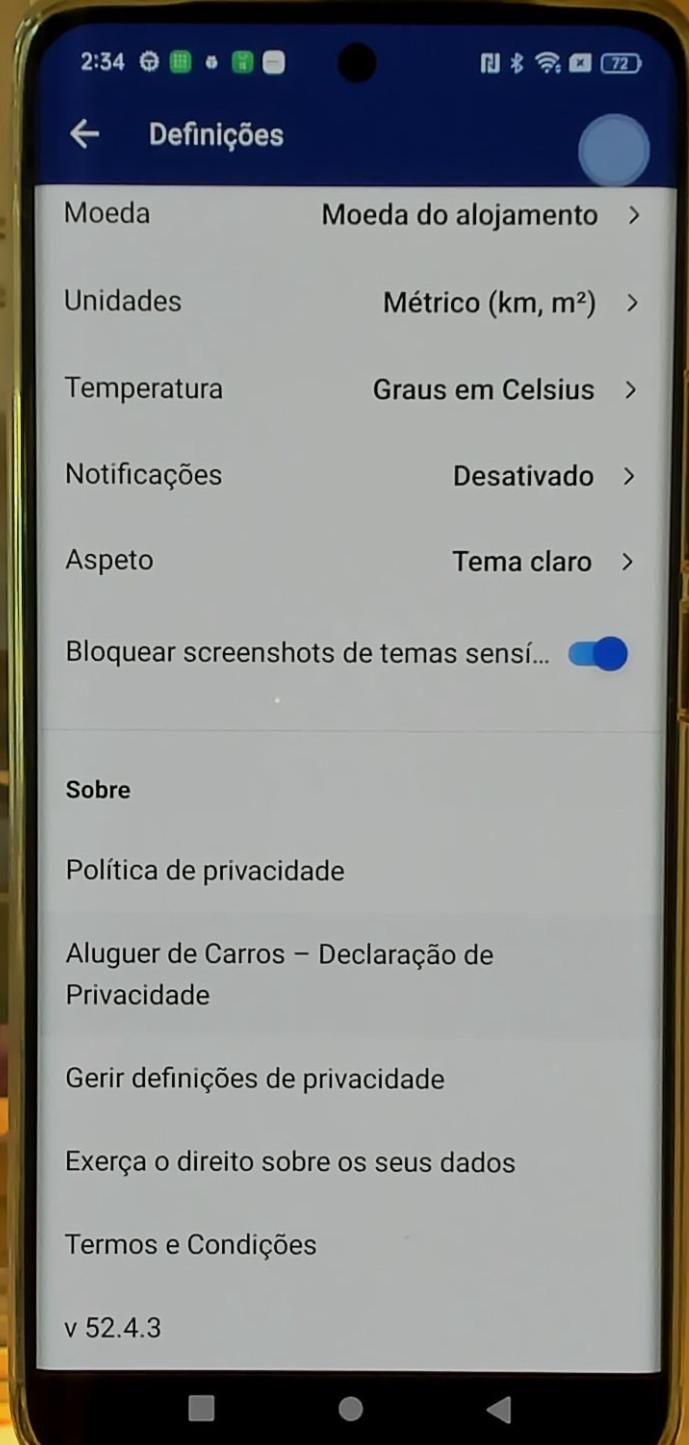 2:34
72
Definições
Moeda Moeda do alojamento
Unidades Métrico (km, m²)
Temperatura Graus em Celsius
Notificações Desativado
Aspeto Tema claro
Bloquear screenshots de temas sensí...
Sobre
Política de privacidade
Aluguer de Carros – Declaração de
Privacidade
Gerir definições de privacidade
Exerça o direito sobre os seus dados
Termos e Condições
v 52.4.3